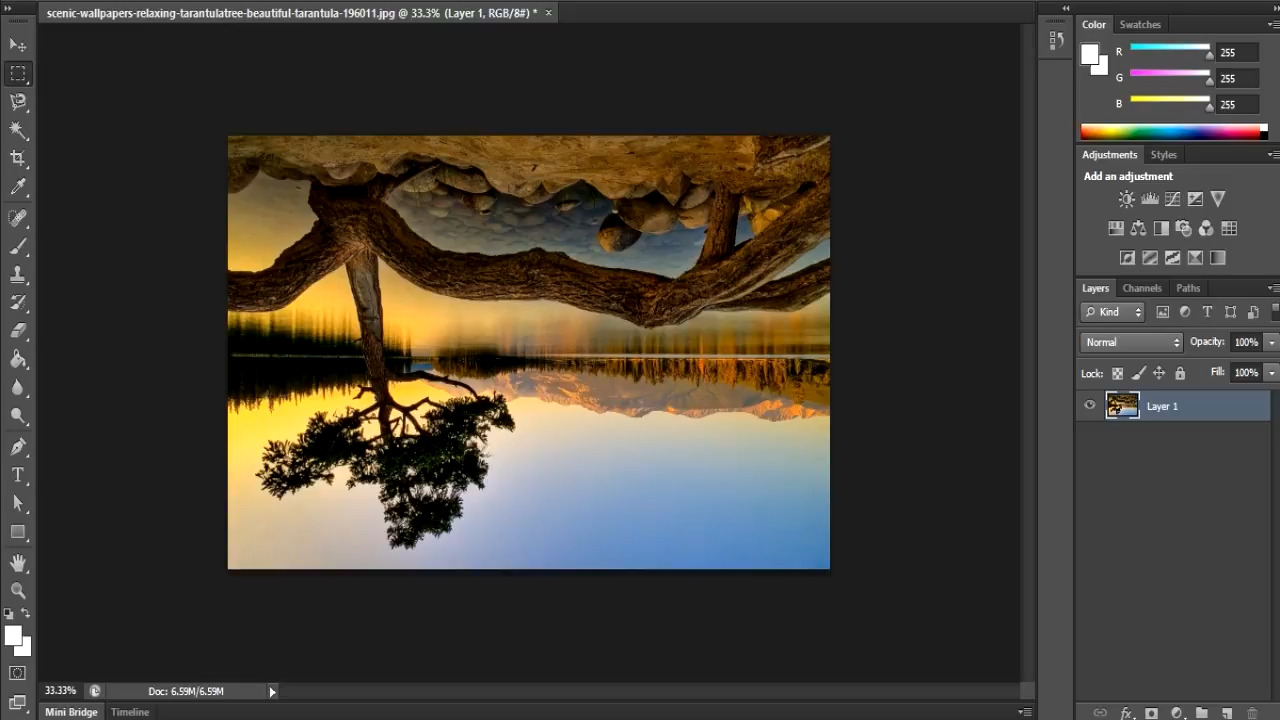 scenic-wallpapers-relaxing-tarantulatree-beautiful-tarantula-196011.jpg @ 33.3% (Layer 1, RGB/8#) *
Color
Swatches
R
255
G
255
B
255
Adjustments
Styles
Add an adjustment
Layers
Channels
Paths
Kind
Normal
Opacity:
100%
Lock:
Fill:
100%
Layer 1
T
fx
33.33%
Doc: 6.59M/6.59M
Mini Bridge
Timeline